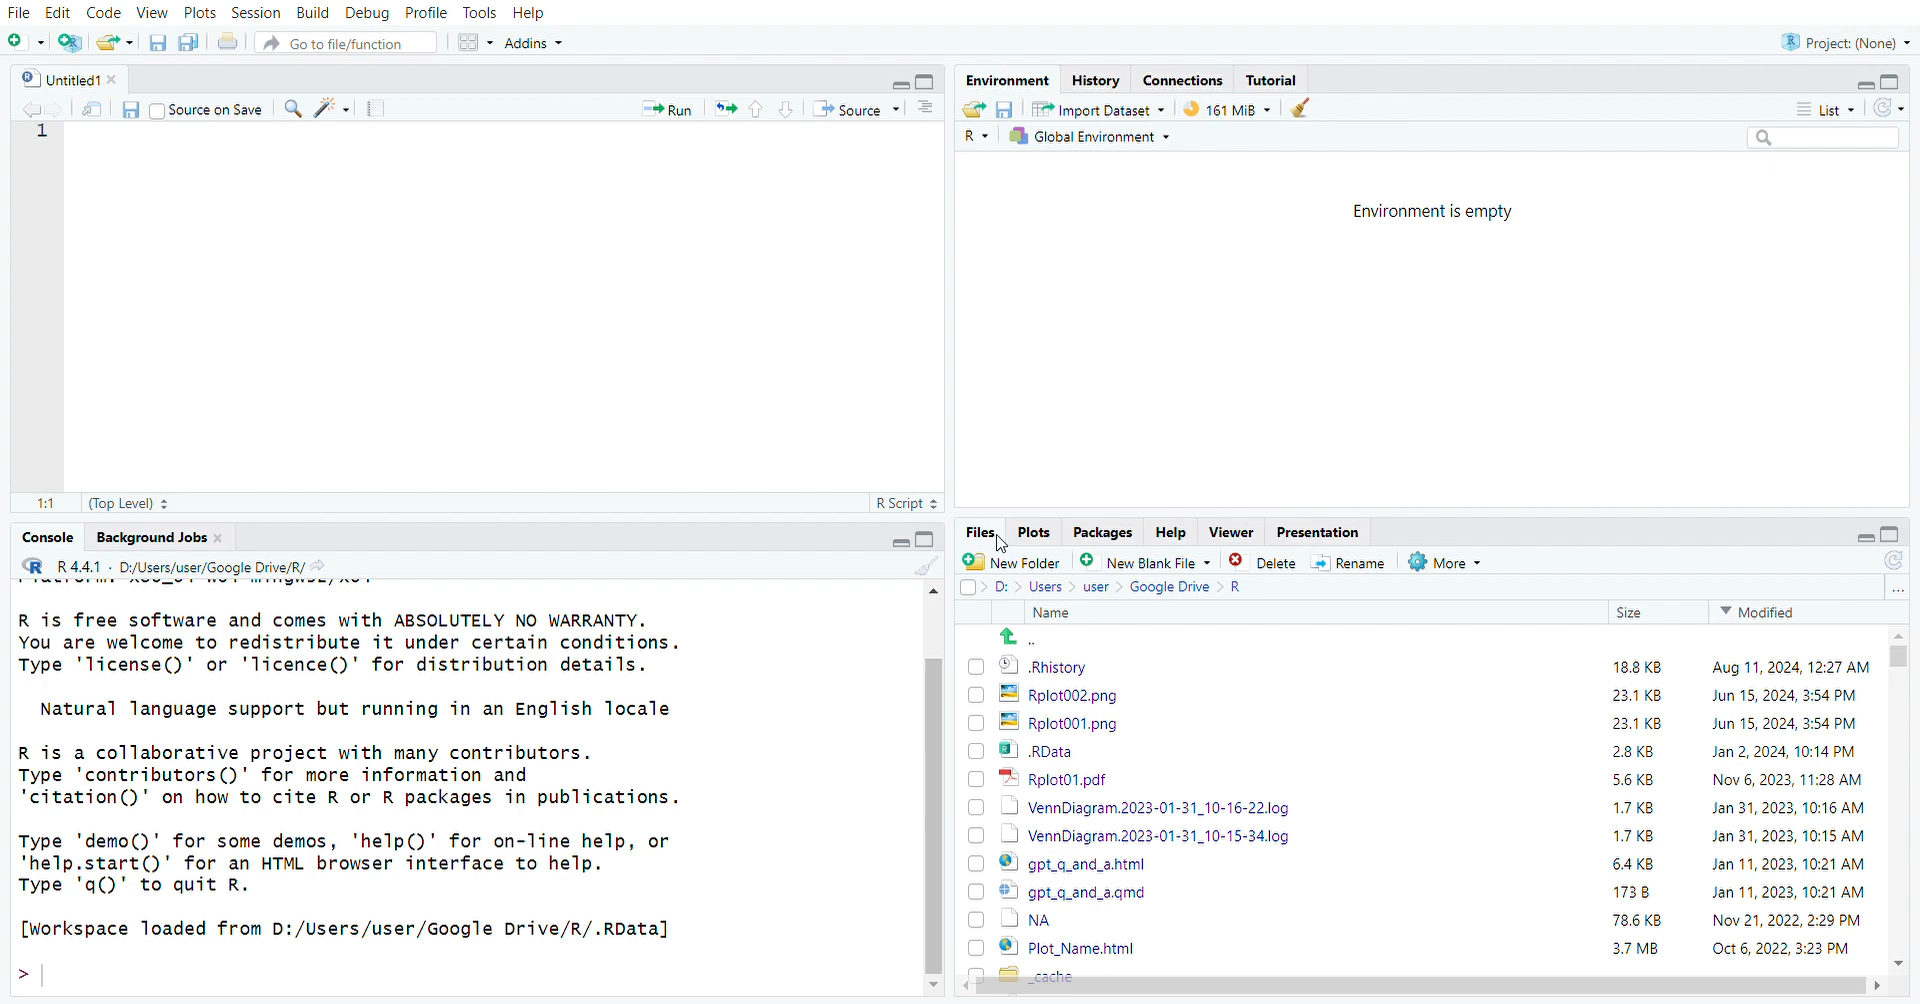 File Edit Code View Plots Session Build Debug Profile Tools Help
Go to file/function Addins Project: (None)
Untitled1
Source on Save Run Source
1
1:1 (Top Level) R Script
Console Background Jobs
R 4.4.1 · D:/Users/user/Google Drive/R/
R is free software and comes with ABSOLUTELY NO WARRANTY.
You are welcome to redistribute it under certain conditions.
Type 'license()' or 'licence()' for distribution details.
Natural language support but running in an English locale
R is a collaborative project with many contributors.
Type 'contributors()' for more information and
'citation()' on how to cite R or R packages in publications.
Type 'demo()' for some demos, 'help()' for on-line help, or
'help.start()' for an HTML browser interface to help.
Type 'q()' to quit R.
[Workspace loaded from D:/Users/user/Google Drive/R/.RData]
>
Environment History Connections Tutorial
Import Dataset 161 MiB List
R Global Environment
Environment is empty
Files Plots Packages Help Viewer Presentation
New Folder New Blank File Delete Rename More
D: > Users > user > Google Drive > R ...
Name Size Modified
..
.Rhistory 18.8 KB Aug 11, 2024, 12:27 AM
Rplot002.png 23.1 KB Jun 15, 2024, 3:54 PM
Rplot001.png 23.1 KB Jun 15, 2024, 3:54 PM
.RData 2.8 KB Jan 2, 2024, 10:14 PM
Rplot01.pdf 5.6 KB Nov 6, 2023, 11:28 AM
VennDiagram.2023-01-31_10-16-22.log 1.7 KB Jan 31, 2023, 10:16 AM
VennDiagram.2023-01-31_10-15-34.log 1.7 KB Jan 31, 2023, 10:15 AM
gpt_q_and_a.html 6.4 KB Jan 11, 2023, 10:21 AM
gpt_q_and_a.qmd 173 B Jan 11, 2023, 10:21 AM
NA 78.6 KB Nov 21, 2022, 2:29 PM
Plot_Name.html 3.7 MB Oct 6, 2022, 3:23 PM
_cache